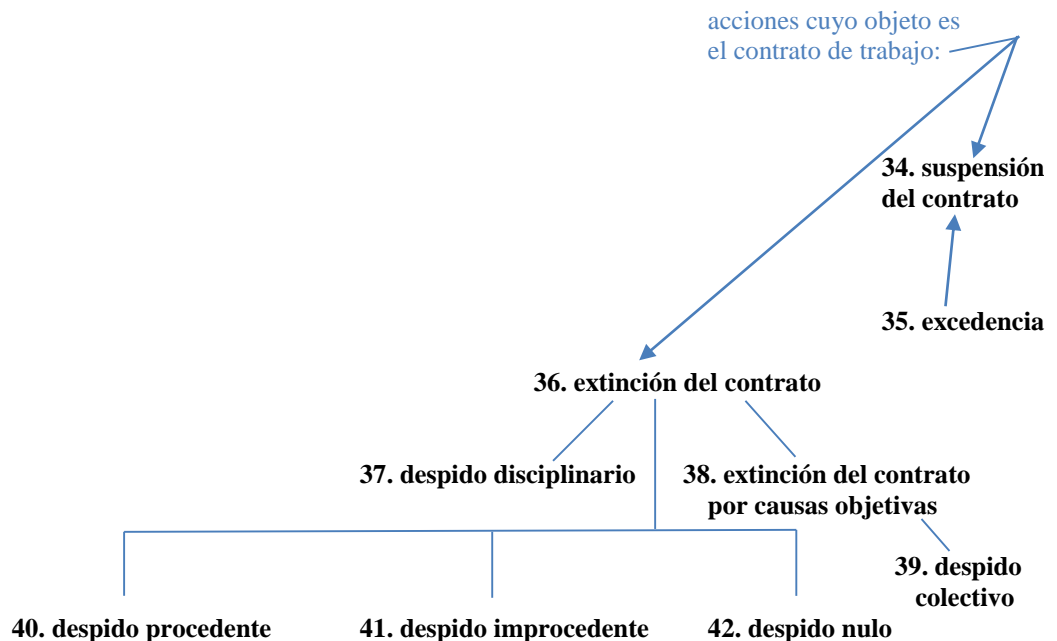 acciones cuyo objeto es
el contrato de trabajo:
34. suspensión
del contrato
35. excedencia
36. extinción del contrato
37. despido disciplinario
38. extinción del contrato
por causas objetivas
39. despido
colectivo
40. despido procedente
41. despido improcedente
42. despido nulo